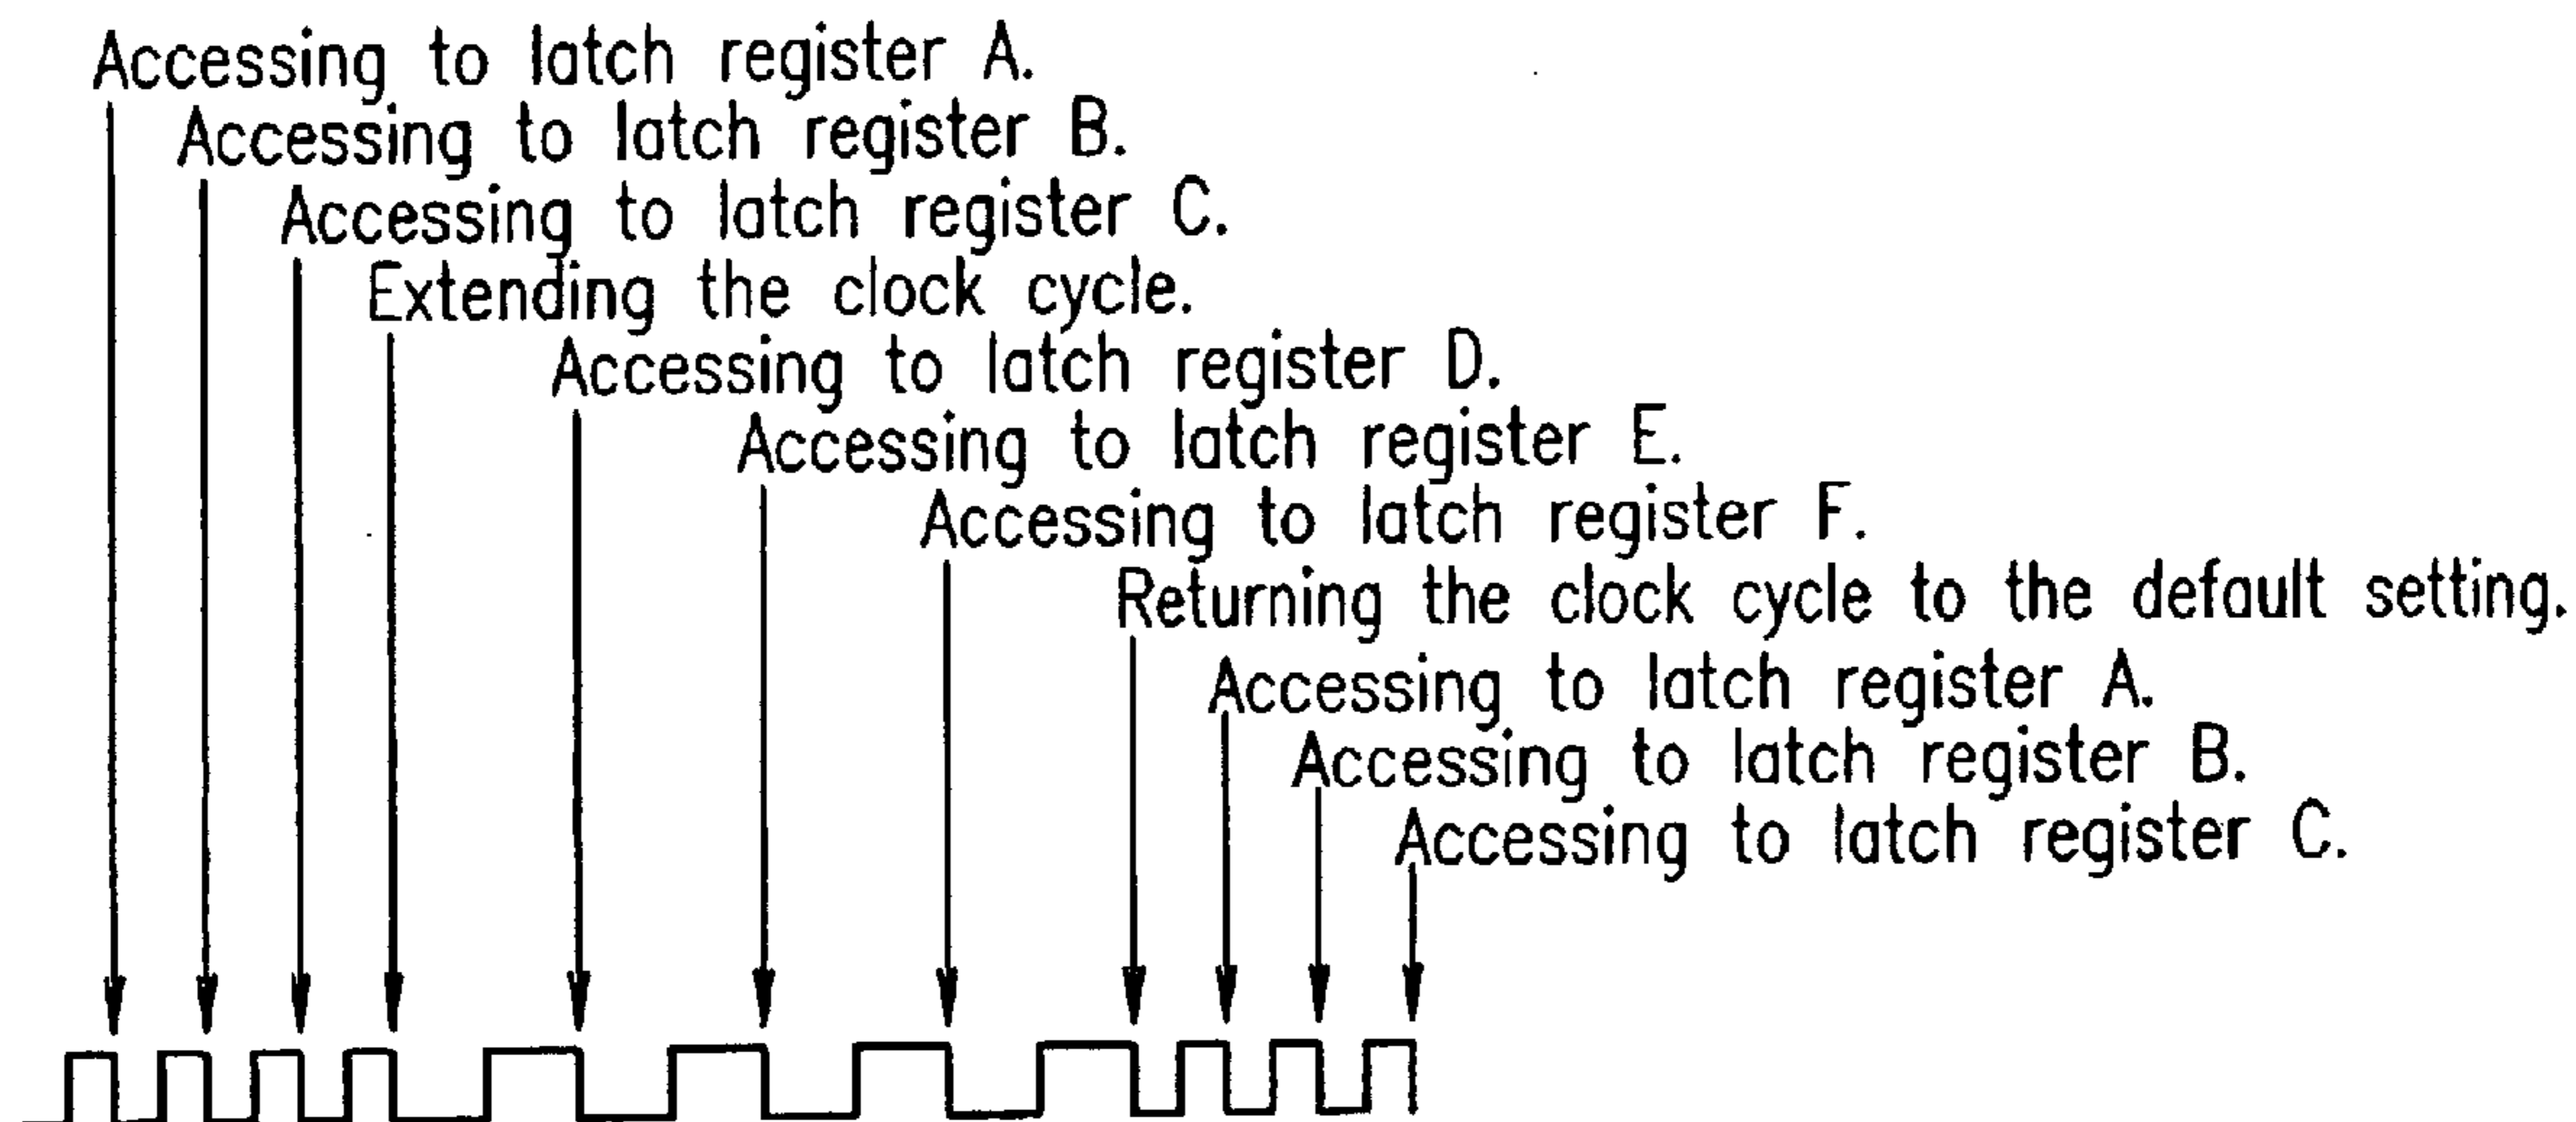 Accessing to latch register A.
Accessing to latch register B.
Accessing to latch register C.
Extending the clock cycle.
Accessing to latch register D.
Accessing to latch register E.
Accessing to latch register F.
Returning the clock cycle to the default setting.
Accessing to latch register A.
Accessing to latch register B.
Accessing to latch register C.